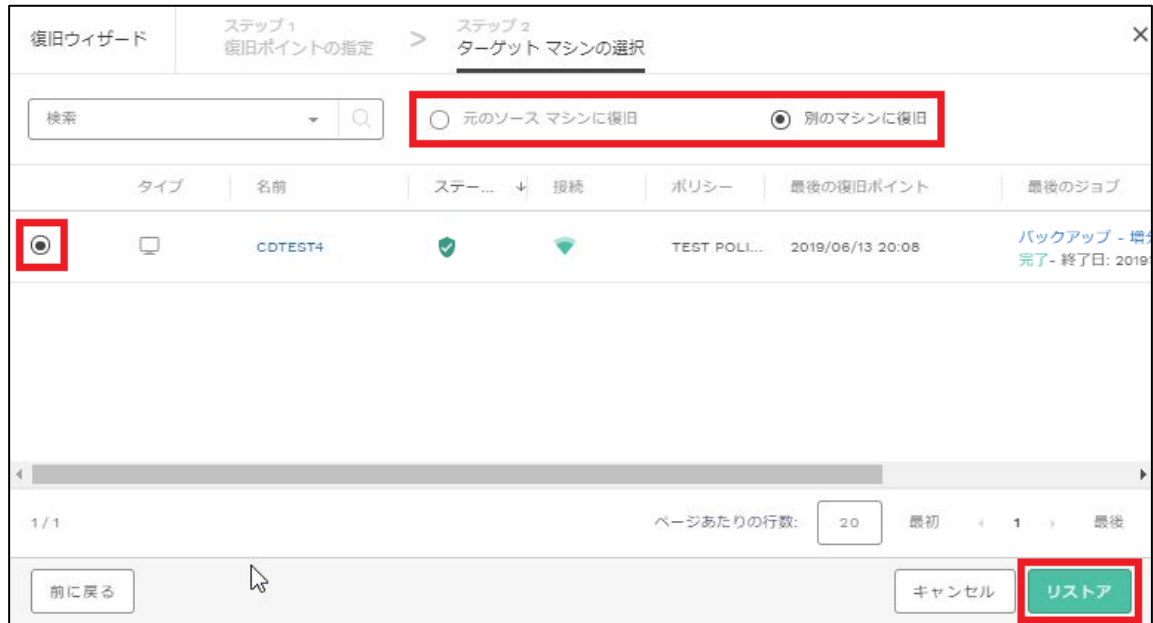 復旧ウィザード
ステップ 1
復旧ポイントの指定
>
ステップ 2
ターゲット マシンの選択
検索
元のソース マシンに復旧
別のマシンに復旧
タイプ 名前 ステー... 接続 ポリシー 最後の復旧ポイント 最後のジョブ
CDTEST4 TEST POLI... 2019/06/13 20:08
バックアップ - 増
完了- 終了日: 2019
1 / 1
ページあたりの行数: 20 最初 1 最後
前に戻る
キャンセル
リストア